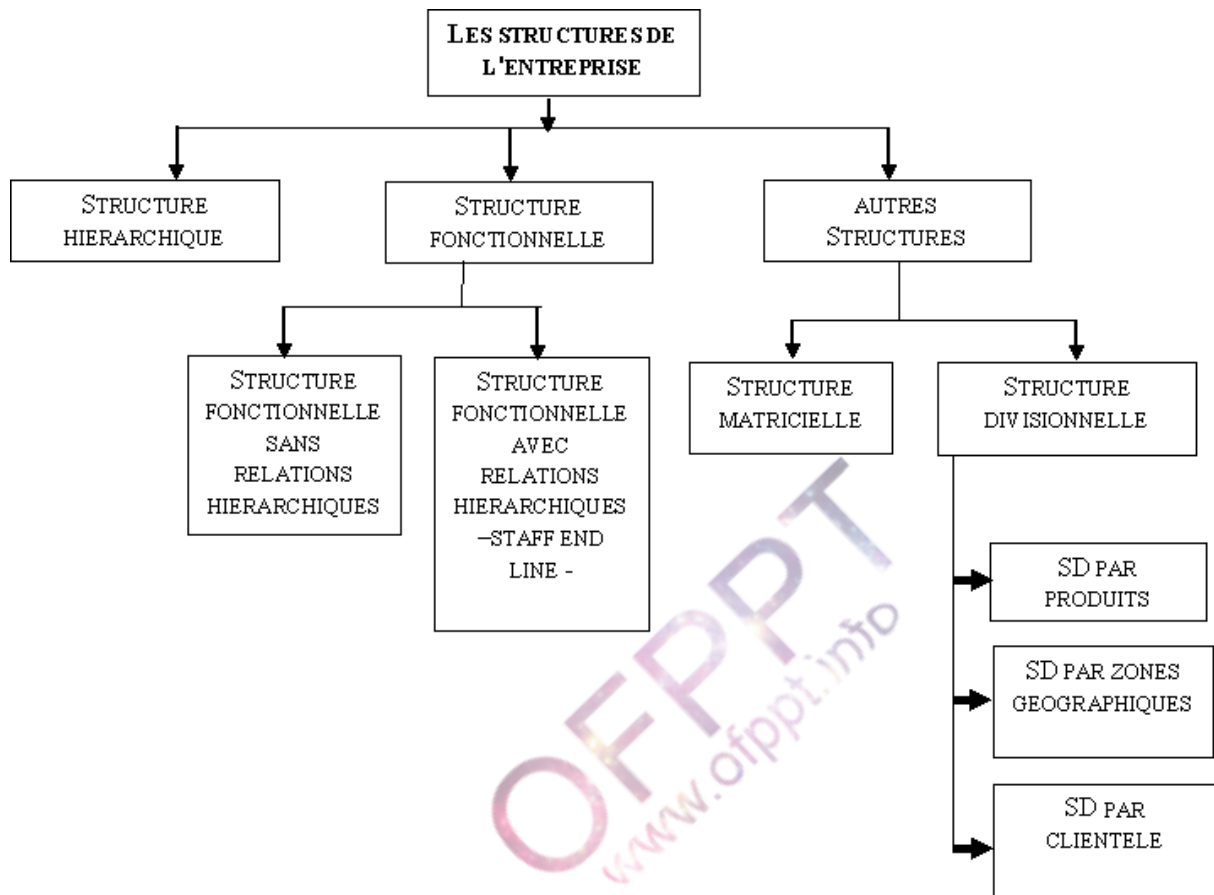 LES STRUCTURES DE
L'ENTREPRISE
STRUCTURE
HIERARCHIQUE
STRUCTURE
FONCTIONNELLE
AUTRES
STRUCTURES
STRUCTURE
FONCTIONNELLE
SANS
RELATIONS
HIERARCHIQUES
STRUCTURE
FONCTIONNELLE
AVEC
RELATIONS
HIERARCHIQUES
–STAFF END
LINE -
STRUCTURE
MATRICIELLE
STRUCTURE
DIVISIONNELLE
SD PAR
PRODUITS
SD PAR ZONES
GEOGRAPHIQUES
SD PAR
CLIENTELE
OFPPT
www.ofppt.info